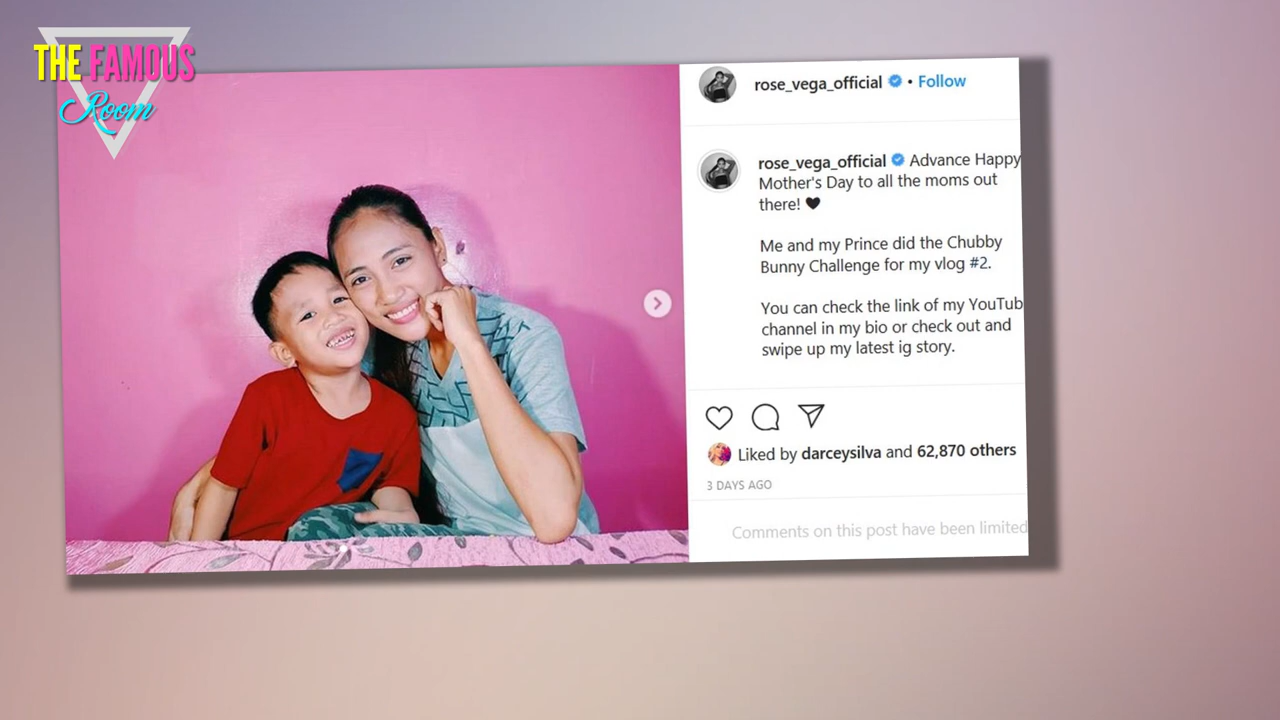 THE FAMOUS
Room
rose_vega_official • Follow
rose_vega_official Advance Happy
Mother's Day to all the moms out
there! 🖤
Me and my Prince did the Chubby
Bunny Challenge for my vlog #2.
You can check the link of my YouTub
channel in my bio or check out and
swipe up my latest ig story.
Liked by darceysilva and 62,870 others
3 DAYS AGO
Comments on this post have been limited